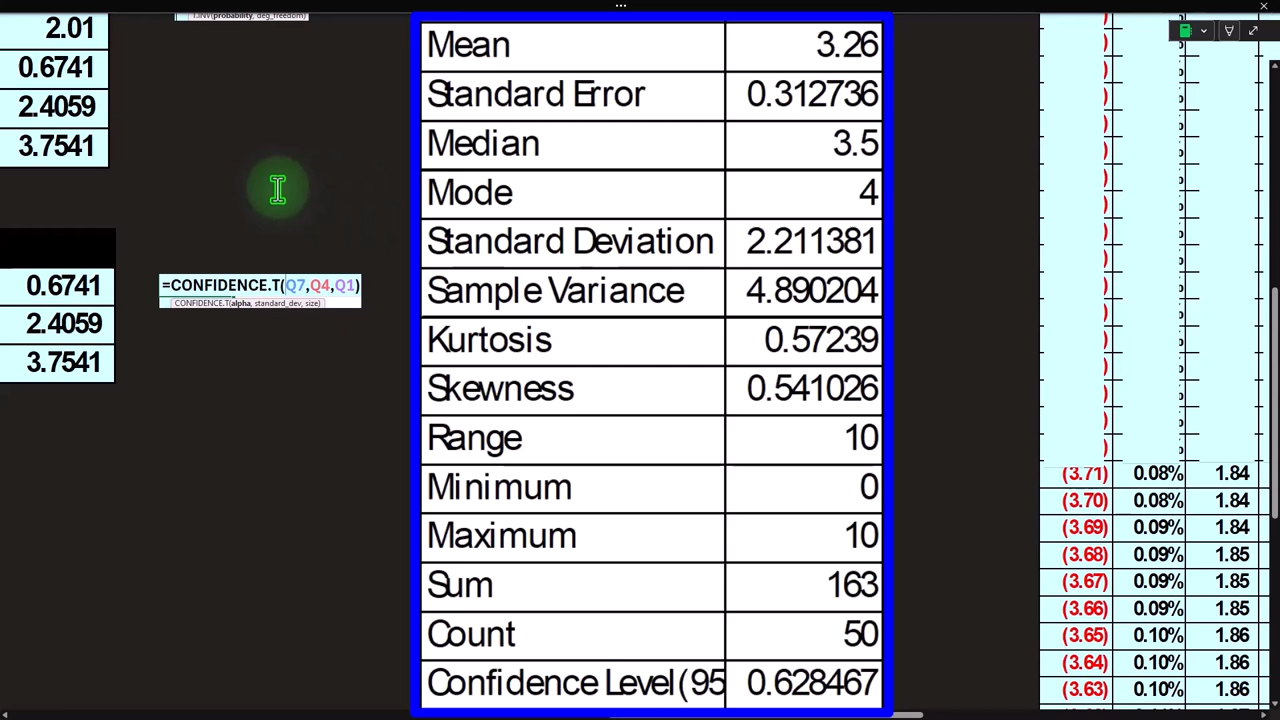 T.INV(probability, deg_freedom)
2.01
0.6741
2.4059
3.7541
0.6741
2.4059
3.7541
=CONFIDENCE.T(Q7,Q4,Q1)
CONFIDENCE.T(alpha, standard_dev, size)
Mean 3.26
Standard Error 0.312736
Median 3.5
Mode 4
Standard Deviation 2.211381
Sample Variance 4.890204
Kurtosis 0.57239
Skewness 0.541026
Range 10
Minimum 0
Maximum 10
Sum 163
Count 50
Confidence Level(95 0.628467
(3.71) 0.08% 1.84
(3.70) 0.08% 1.84
(3.69) 0.09% 1.84
(3.68) 0.09% 1.85
(3.67) 0.09% 1.85
(3.66) 0.09% 1.85
(3.65) 0.10% 1.86
(3.64) 0.10% 1.86
(3.63) 0.10% 1.86